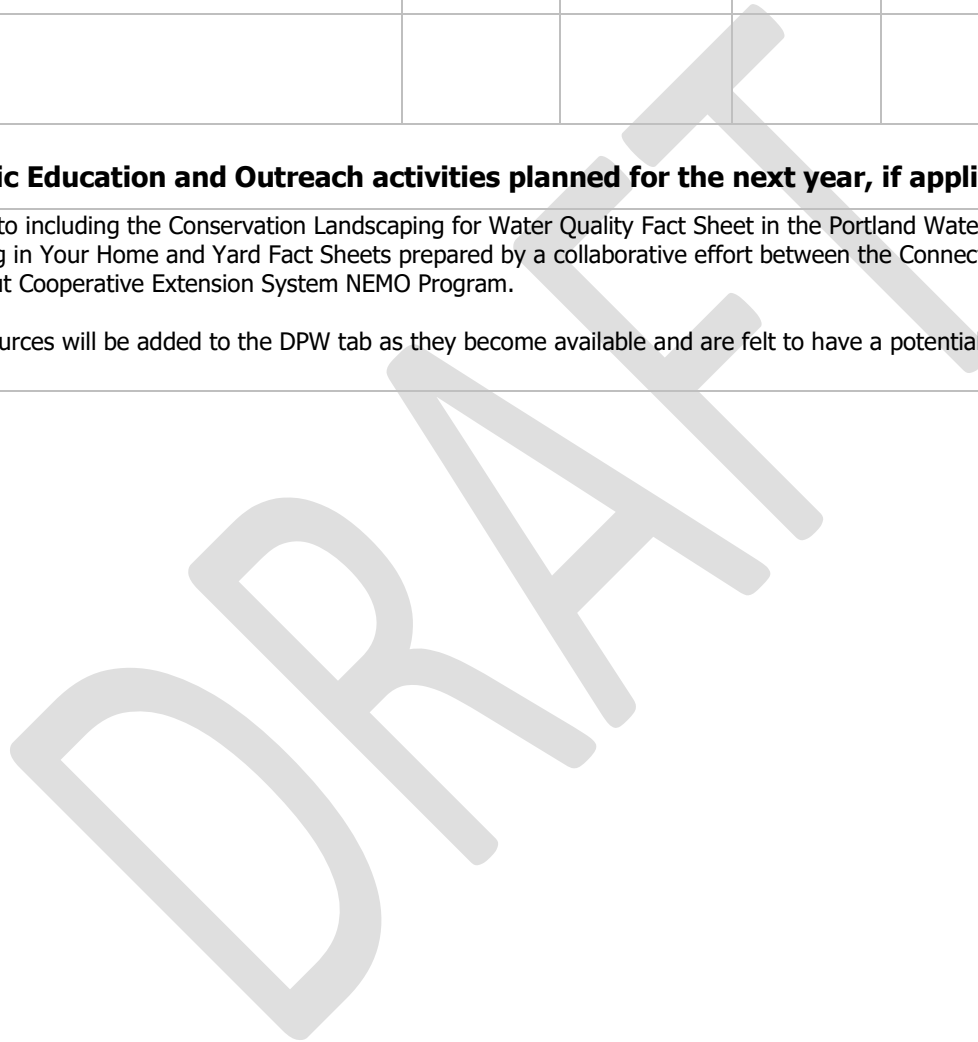 ic Education and Outreach activities planned for the next year, if appli
to including the Conservation Landscaping for Water Quality Fact Sheet in the Portland Wate
g in Your Home and Yard Fact Sheets prepared by a collaborative effort between the Connec
ut Cooperative Extension System NEMO Program.
urces will be added to the DPW tab as they become available and are felt to have a potential
DRAFT